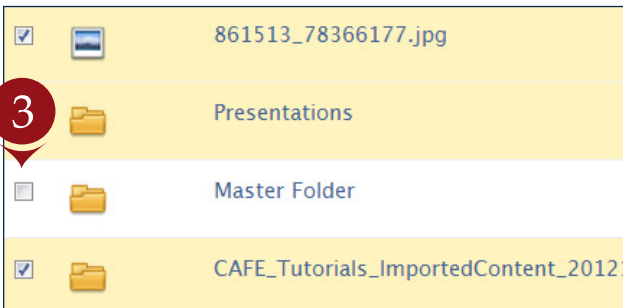 861513_78366177.jpg
3
Presentations
Master Folder
CAFE_Tutorials_ImportedContent_2012